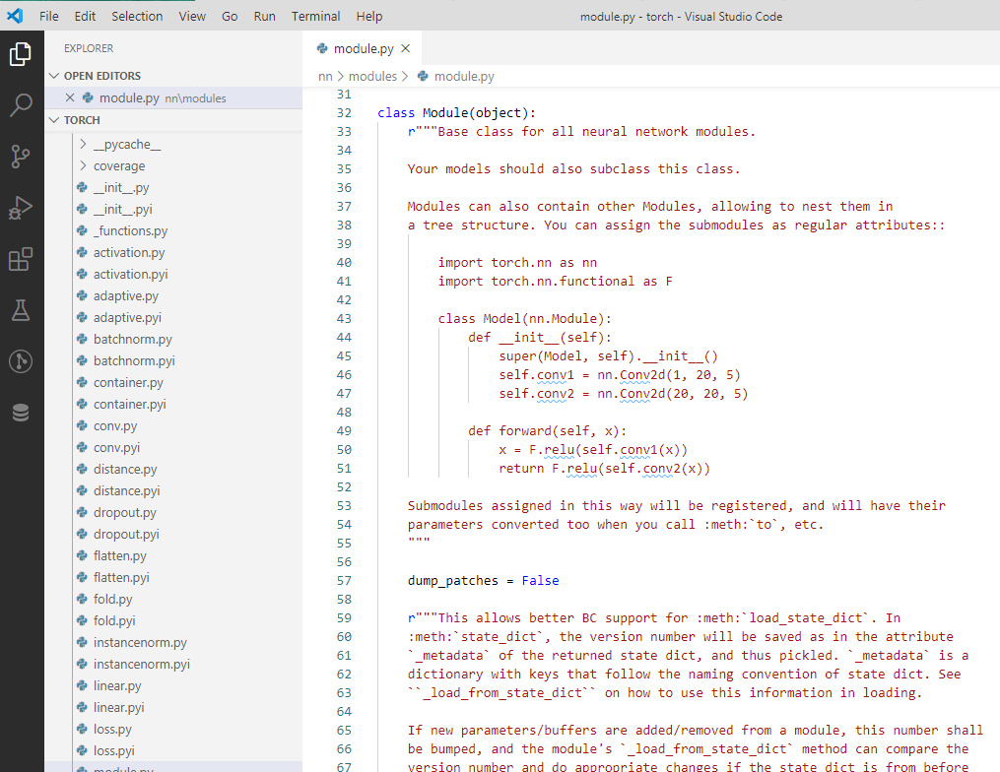 File Edit Selection View Go Run Terminal Help module.py - torch - Visual Studio Code
EXPLORER
OPEN EDITORS
module.py nn\modules
TORCH
__pycache__
coverage
__init__.py
__init__.pyi
_functions.py
activation.py
activation.pyi
adaptive.py
adaptive.pyi
batchnorm.py
batchnorm.pyi
container.py
container.pyi
conv.py
conv.pyi
distance.py
distance.pyi
dropout.py
dropout.pyi
flatten.py
flatten.pyi
fold.py
fold.pyi
instancenorm.py
instancenorm.pyi
linear.py
linear.pyi
loss.py
loss.pyi
module.py
module.py
nn > modules > module.py
31
32 class Module(object):
33     r"""Base class for all neural network modules.
34
35     Your models should also subclass this class.
36
37     Modules can also contain other Modules, allowing to nest them in
38     a tree structure. You can assign the submodules as regular attributes::
39
40         import torch.nn as nn
41         import torch.nn.functional as F
42
43         class Model(nn.Module):
44             def __init__(self):
45                 super(Model, self).__init__()
46                 self.conv1 = nn.Conv2d(1, 20, 5)
47                 self.conv2 = nn.Conv2d(20, 20, 5)
48
49             def forward(self, x):
50                 x = F.relu(self.conv1(x))
51                 return F.relu(self.conv2(x))
52
53     Submodules assigned in this way will be registered, and will have their
54     parameters converted too when you call :meth:`to`, etc.
55     """
56
57     dump_patches = False
58
59     r"""This allows better BC support for :meth:`load_state_dict`. In
60     :meth:`state_dict`, the version number will be saved as in the attribute
61     `_metadata` of the returned state dict, and thus pickled. `_metadata` is a
62     dictionary with keys that follow the naming convention of state dict. See
63     ``_load_from_state_dict`` on how to use this information in loading.
64
65     If new parameters/buffers are added/removed from a module, this number shall
66     be bumped, and the module's `_load_from_state_dict` method can compare the
67     version number and do appropriate changes if the state dict is from before